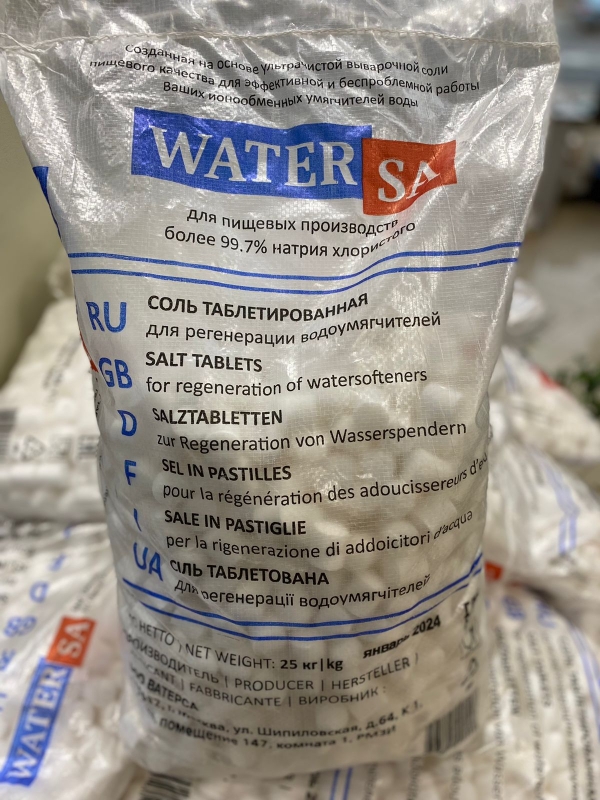 Созданная на основе ультрачистой выварочной соли
пищевого качества для эффективной и беспроблемной работы
Ваших ионообменных умягчителей воды
WATER SA
для пищевых производств
более 99.7% натрия хлористого
RU СОЛЬ ТАБЛЕТИРОВАННАЯ
для регенерации водоумягчителей
GB SALT TABLETS
for regeneration of watersofteners
D SALZTABLETTEN
zur Regeneration von Wasserspendern
F SEL IN PASTILLES
pour la régénération des adoucissereurs
I SALE IN PASTIGLIE
per la rigenerazione di addoicitori d'acqua
UA СІЛЬ ТАБЛЕТОВАНА
для регенерації водоумягчітелей
НЕТТО ) NET WEIGHT: 25 кг|kg январь 2024
ПРОИЗВОДИТЕЛЬ | PRODUCER | HERSTELLER )
| FABBRICANTE | ВИРОБНИК :
ВАТЕРСА
ул. Шипиловская, д.64, К.1,
помещение 147, комната 1,
WATER SA